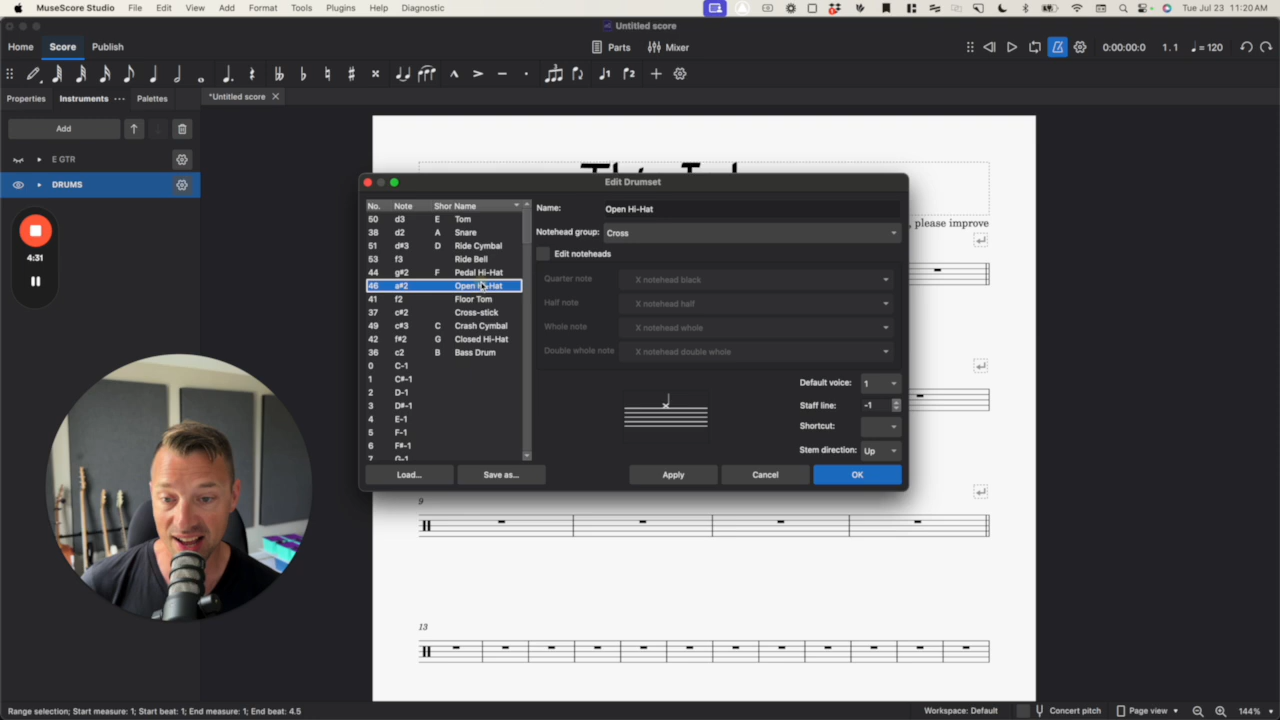 MuseScore Studio File Edit View Add Format Tools Plugins Help Diagnostic
Tue Jul 23 11:20 AM
Untitled score
Home Score Publish
Parts Mixer
0:00:00:0 1. 1 = 120
Properties Instruments Palettes
*Untitled score
Add
E GTR
DRUMS
4:31
, please improve
Edit Drumset
No. Note Shor Name
50 d3 E Tom
38 d2 A Snare
51 d#3 D Ride Cymbal
53 f3 Ride Bell
44 g#2 F Pedal Hi-Hat
46 a#2 Open Hi-Hat
41 f2 Floor Tom
37 c#2 Cross-stick
49 c#3 C Crash Cymbal
42 f#2 G Closed Hi-Hat
36 c2 B Bass Drum
0 C-1
1 C#-1
2 D-1
3 D#-1
4 E-1
5 F-1
6 F#-1
7 G-1
Name: Open Hi-Hat
Notehead group: Cross
Edit noteheads
Quarter note X notehead black
Half note X notehead half
Whole note X notehead whole
Double whole note X notehead double whole
Default voice: 1
Staff line: -1
Shortcut:
Stem direction: Up
Load... Save as... Apply Cancel OK
9
13
Range selection; Start measure: 1; Start beat: 1; End measure: 1; End beat: 4.5
Workspace: Default Concert pitch Page view 144%